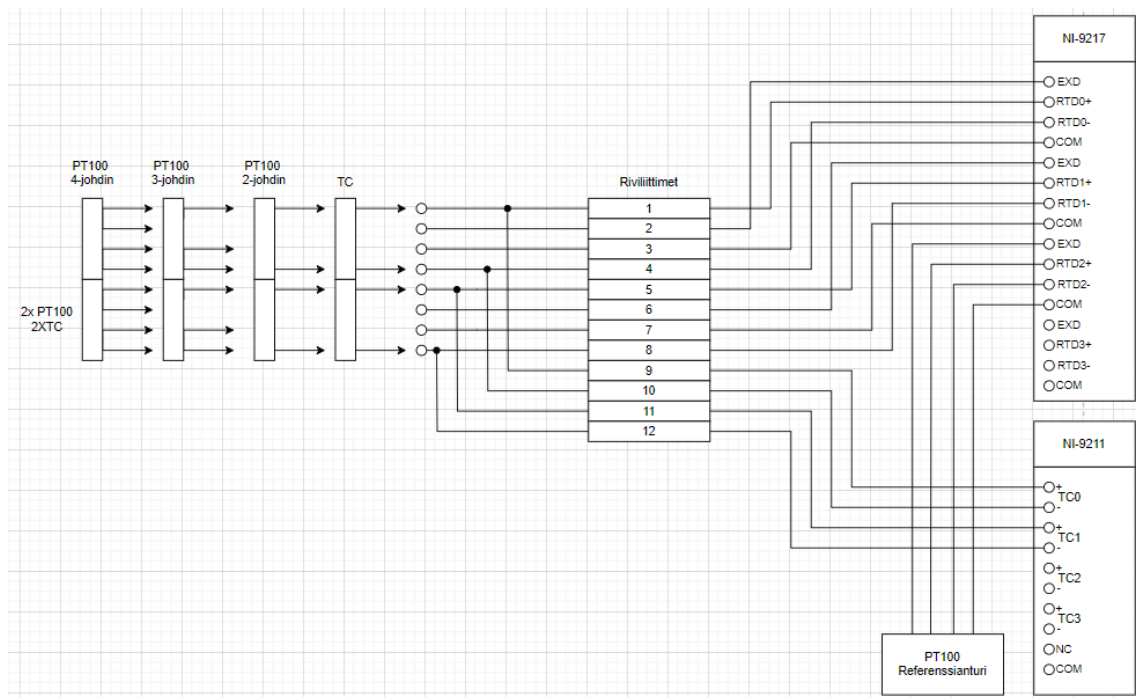 NI-9217
EXD
RTD0+
RTD0-
COM
EXD
RTD1+
RTD1-
COM
EXD
RTD2+
RTD2-
COM
EXD
RTD3+
RTD3-
COM
PT100
4-johdin
PT100
3-johdin
PT100
2-johdin
TC
Riviliittimet
1
2
3
4
5
6
7
8
9
10
11
12
2x PT100
2XTC
NI-9211
+
TC0
-
+
TC1
-
+
TC2
-
+
TC3
-
NC
COM
PT100
Referenssianturi